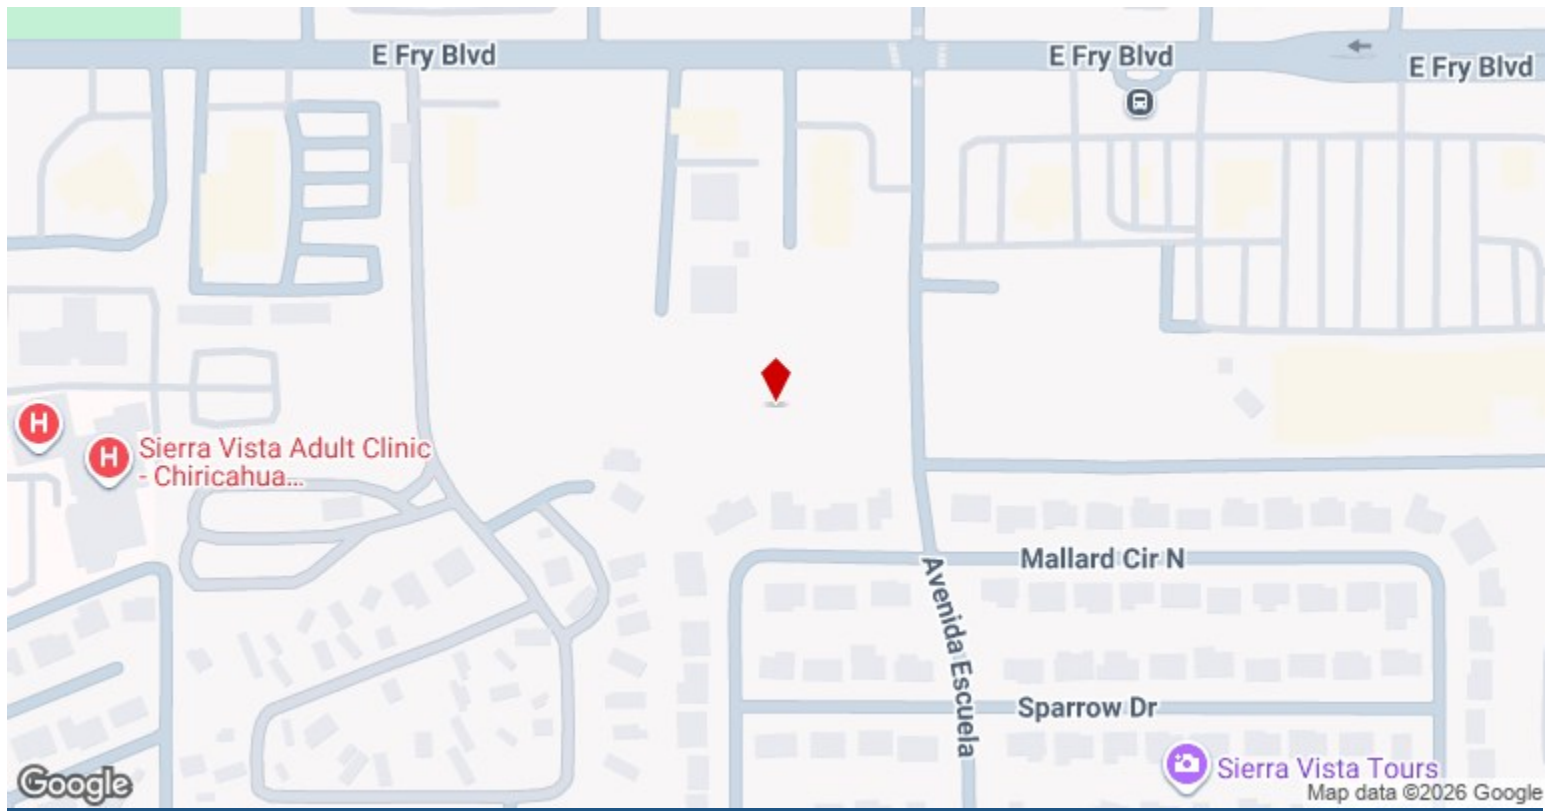 E Fry Blvd
E Fry Blvd
E Fry Blvd
H
H
Sierra Vista Adult Clinic
- Chiricahua...
Mallard Cir N
Avenida Escuela
Sparrow Dr
Sierra Vista Tours
Google
Map data ©2026 Google